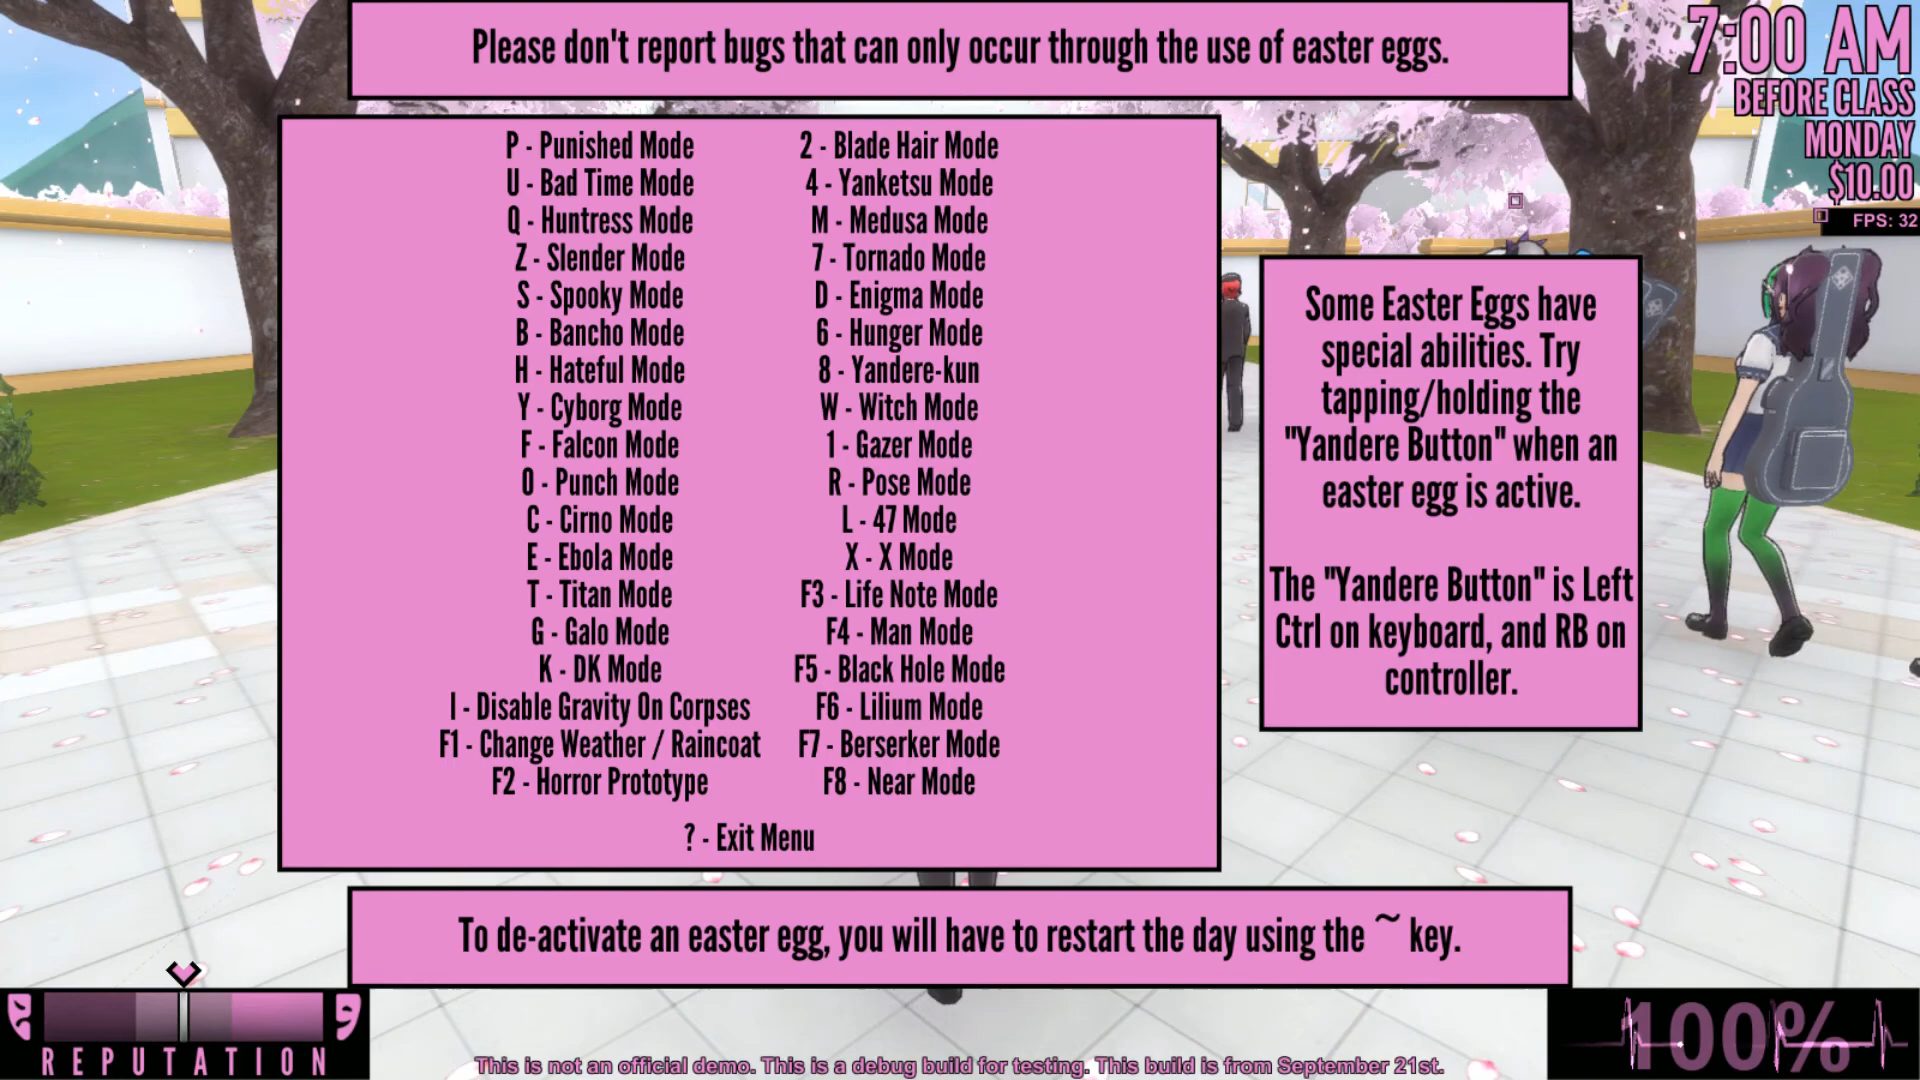 Please don't report bugs that can only occur through the use of easter eggs.
7:00 AM
BEFORE CLASS
MONDAY
$10.00
FPS: 32
P - Punished Mode
U - Bad Time Mode
Q - Huntress Mode
Z - Slender Mode
S - Spooky Mode
B - Bancho Mode
H - Hateful Mode
Y - Cyborg Mode
F - Falcon Mode
O - Punch Mode
C - Cirno Mode
E - Ebola Mode
T - Titan Mode
G - Galo Mode
K - DK Mode
I - Disable Gravity On Corpses
F1 - Change Weather / Raincoat
F2 - Horror Prototype
2 - Blade Hair Mode
4 - Yanketsu Mode
M - Medusa Mode
7 - Tornado Mode
D - Enigma Mode
6 - Hunger Mode
8 - Yandere-kun
W - Witch Mode
1 - Gazer Mode
R - Pose Mode
L - 47 Mode
X - X Mode
F3 - Life Note Mode
F4 - Man Mode
F5 - Black Hole Mode
F6 - Lilium Mode
F7 - Berserker Mode
F8 - Near Mode
? - Exit Menu
Some Easter Eggs have
special abilities. Try
tapping/holding the
"Yandere Button" when an
easter egg is active.
The "Yandere Button" is Left
Ctrl on keyboard, and RB on
controller.
To de-activate an easter egg, you will have to restart the day using the ~ key.
REPUTATION
100%
This is not an official demo. This is a debug build for testing. This build is from September 21st.